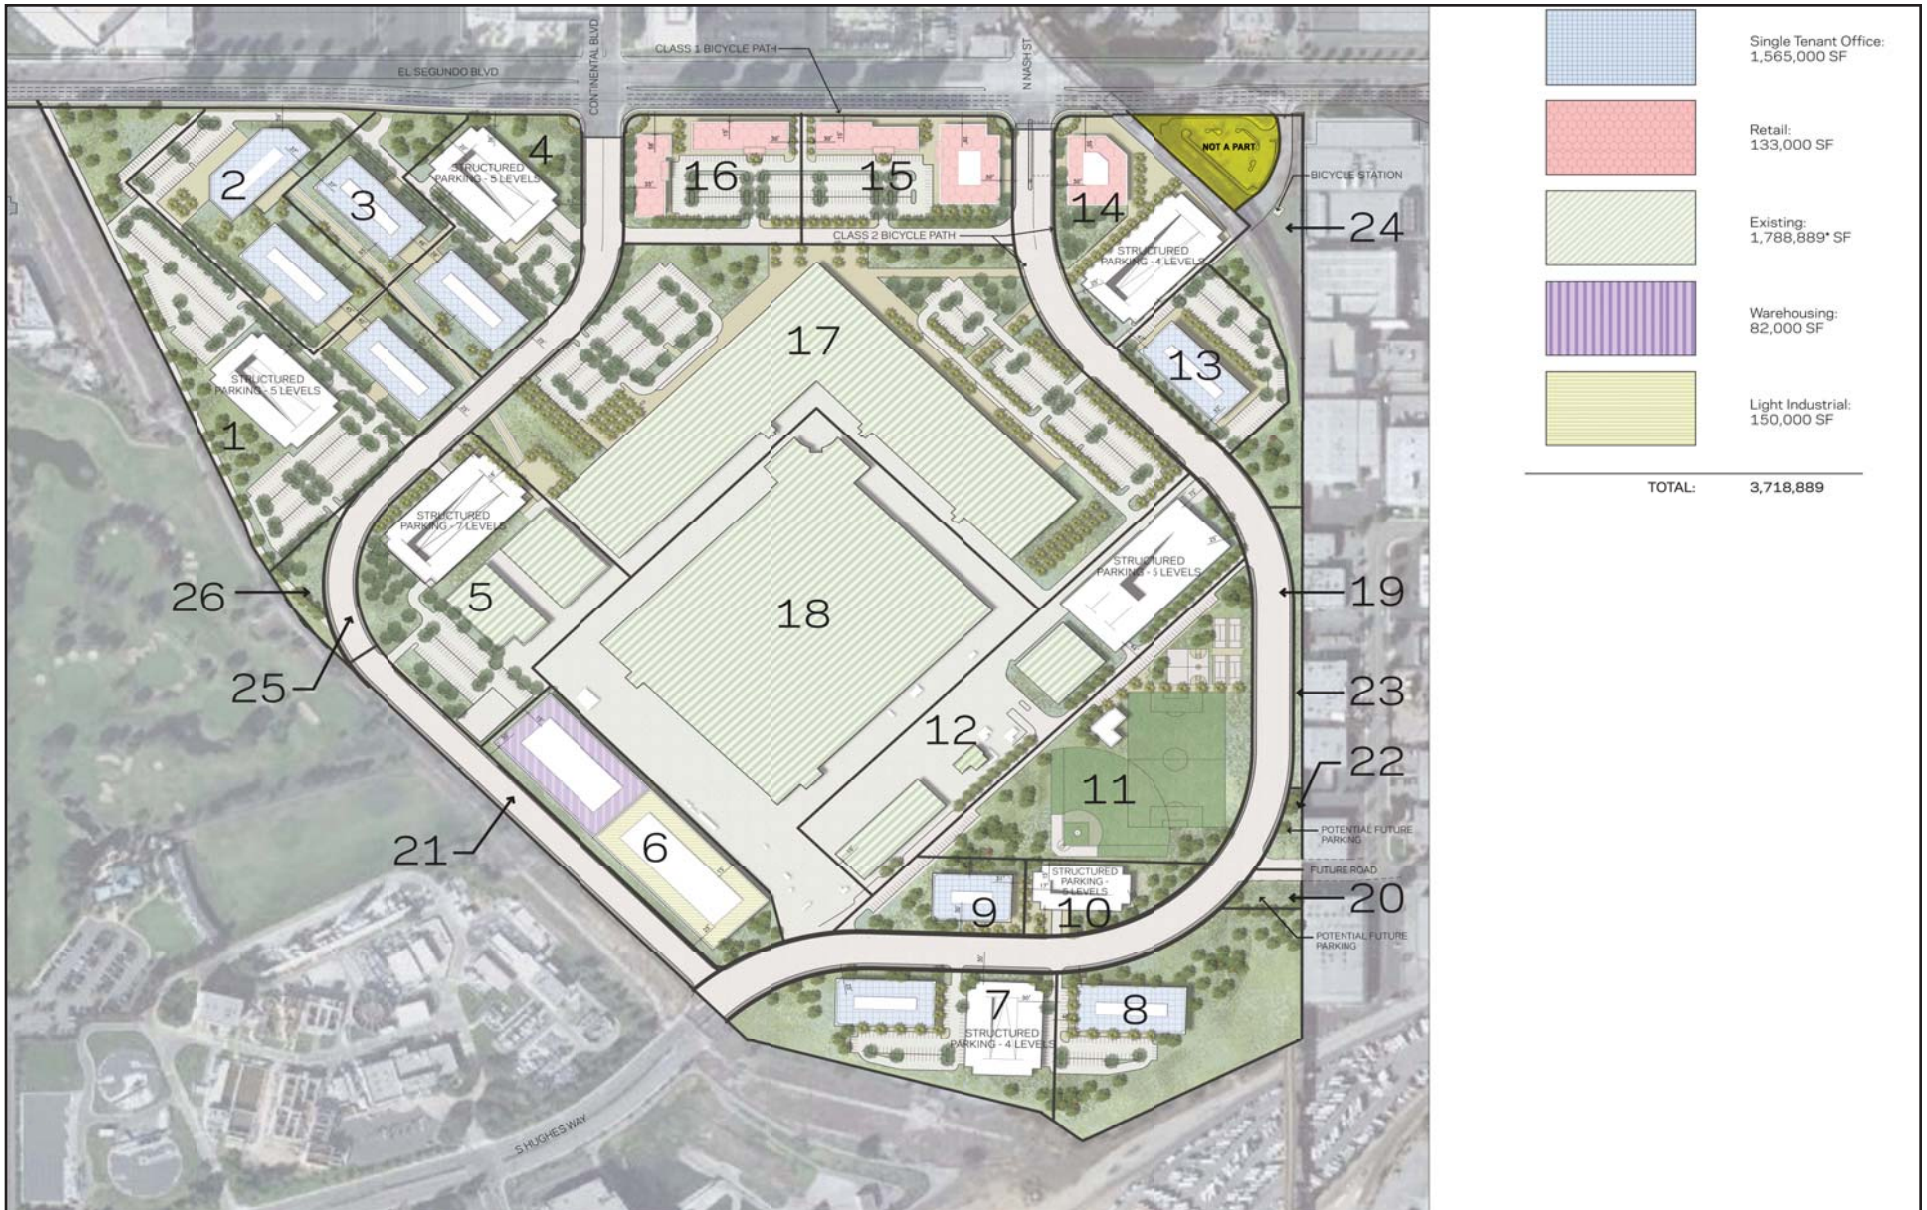 CLASS 1 BICYCLE PATH
EL SEGUNDO BLVD
CONTINENTAL BLVD
N NASH ST
2
3
4
STRUCTURED
PARKING - 5 LEVELS
16
15
14
NOT A PART
BICYCLE STATION
24
CLASS 2 BICYCLE PATH
STRUCTURED
PARKING - 4 LEVELS
17
13
STRUCTURED
PARKING - 5 LEVELS
1
STRUCTURED
PARKING - 7 LEVELS
STRUCTURED
26
5
18
19
25
23
12
22
11
21
6
POTENTIAL FUTURE
PARKING
FUTURE ROAD
STRUCTURED
PARKING -
5 LEVELS
9
10
20
POTENTIAL FUTURE
PARKING
7
8
STRUCTURED
PARKING - 4 LEVELS
S HUGHES WAY
Single Tenant Office:
1,565,000 SF
Retail:
133,000 SF
Existing:
1,788,889* SF
Warehousing:
82,000 SF
Light Industrial:
150,000 SF
TOTAL: 3,718,889